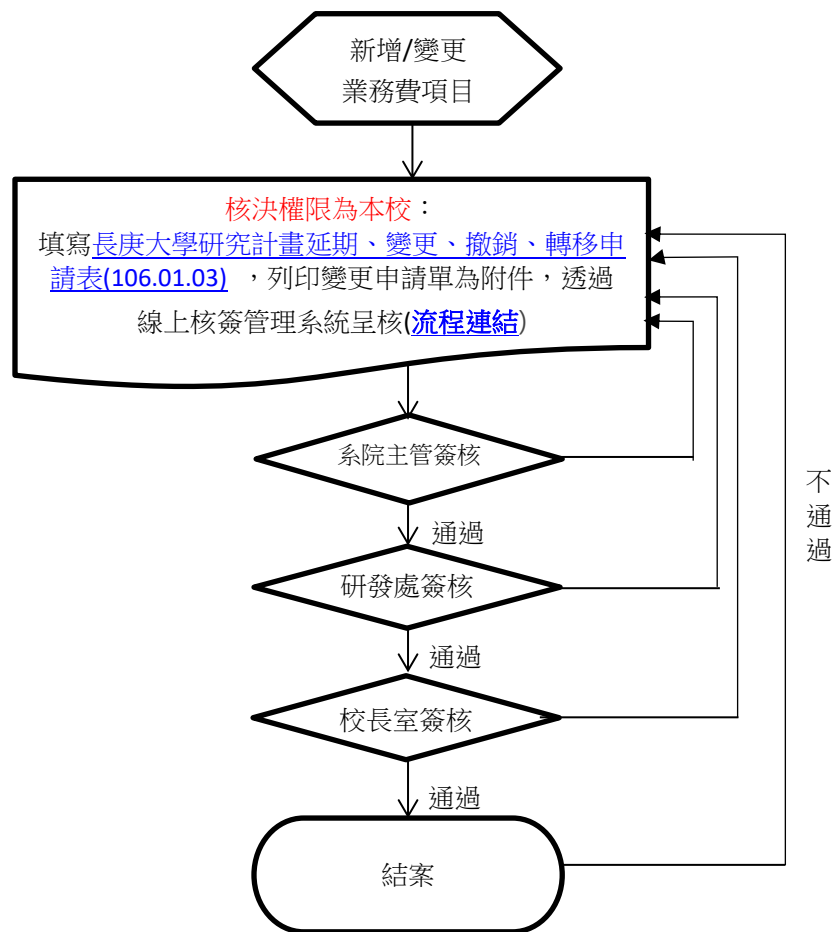 新增/變更
業務費項目
核決權限為本校：
填寫長庚大學研究計畫延期、變更、撤銷、轉移申
請表(106.01.03) ，列印變更申請單為附件，透過
線上核簽管理系統呈核(流程連結)
系院主管簽核
通過
研發處簽核
通過
校長室簽核
通過
結案
不
通
過